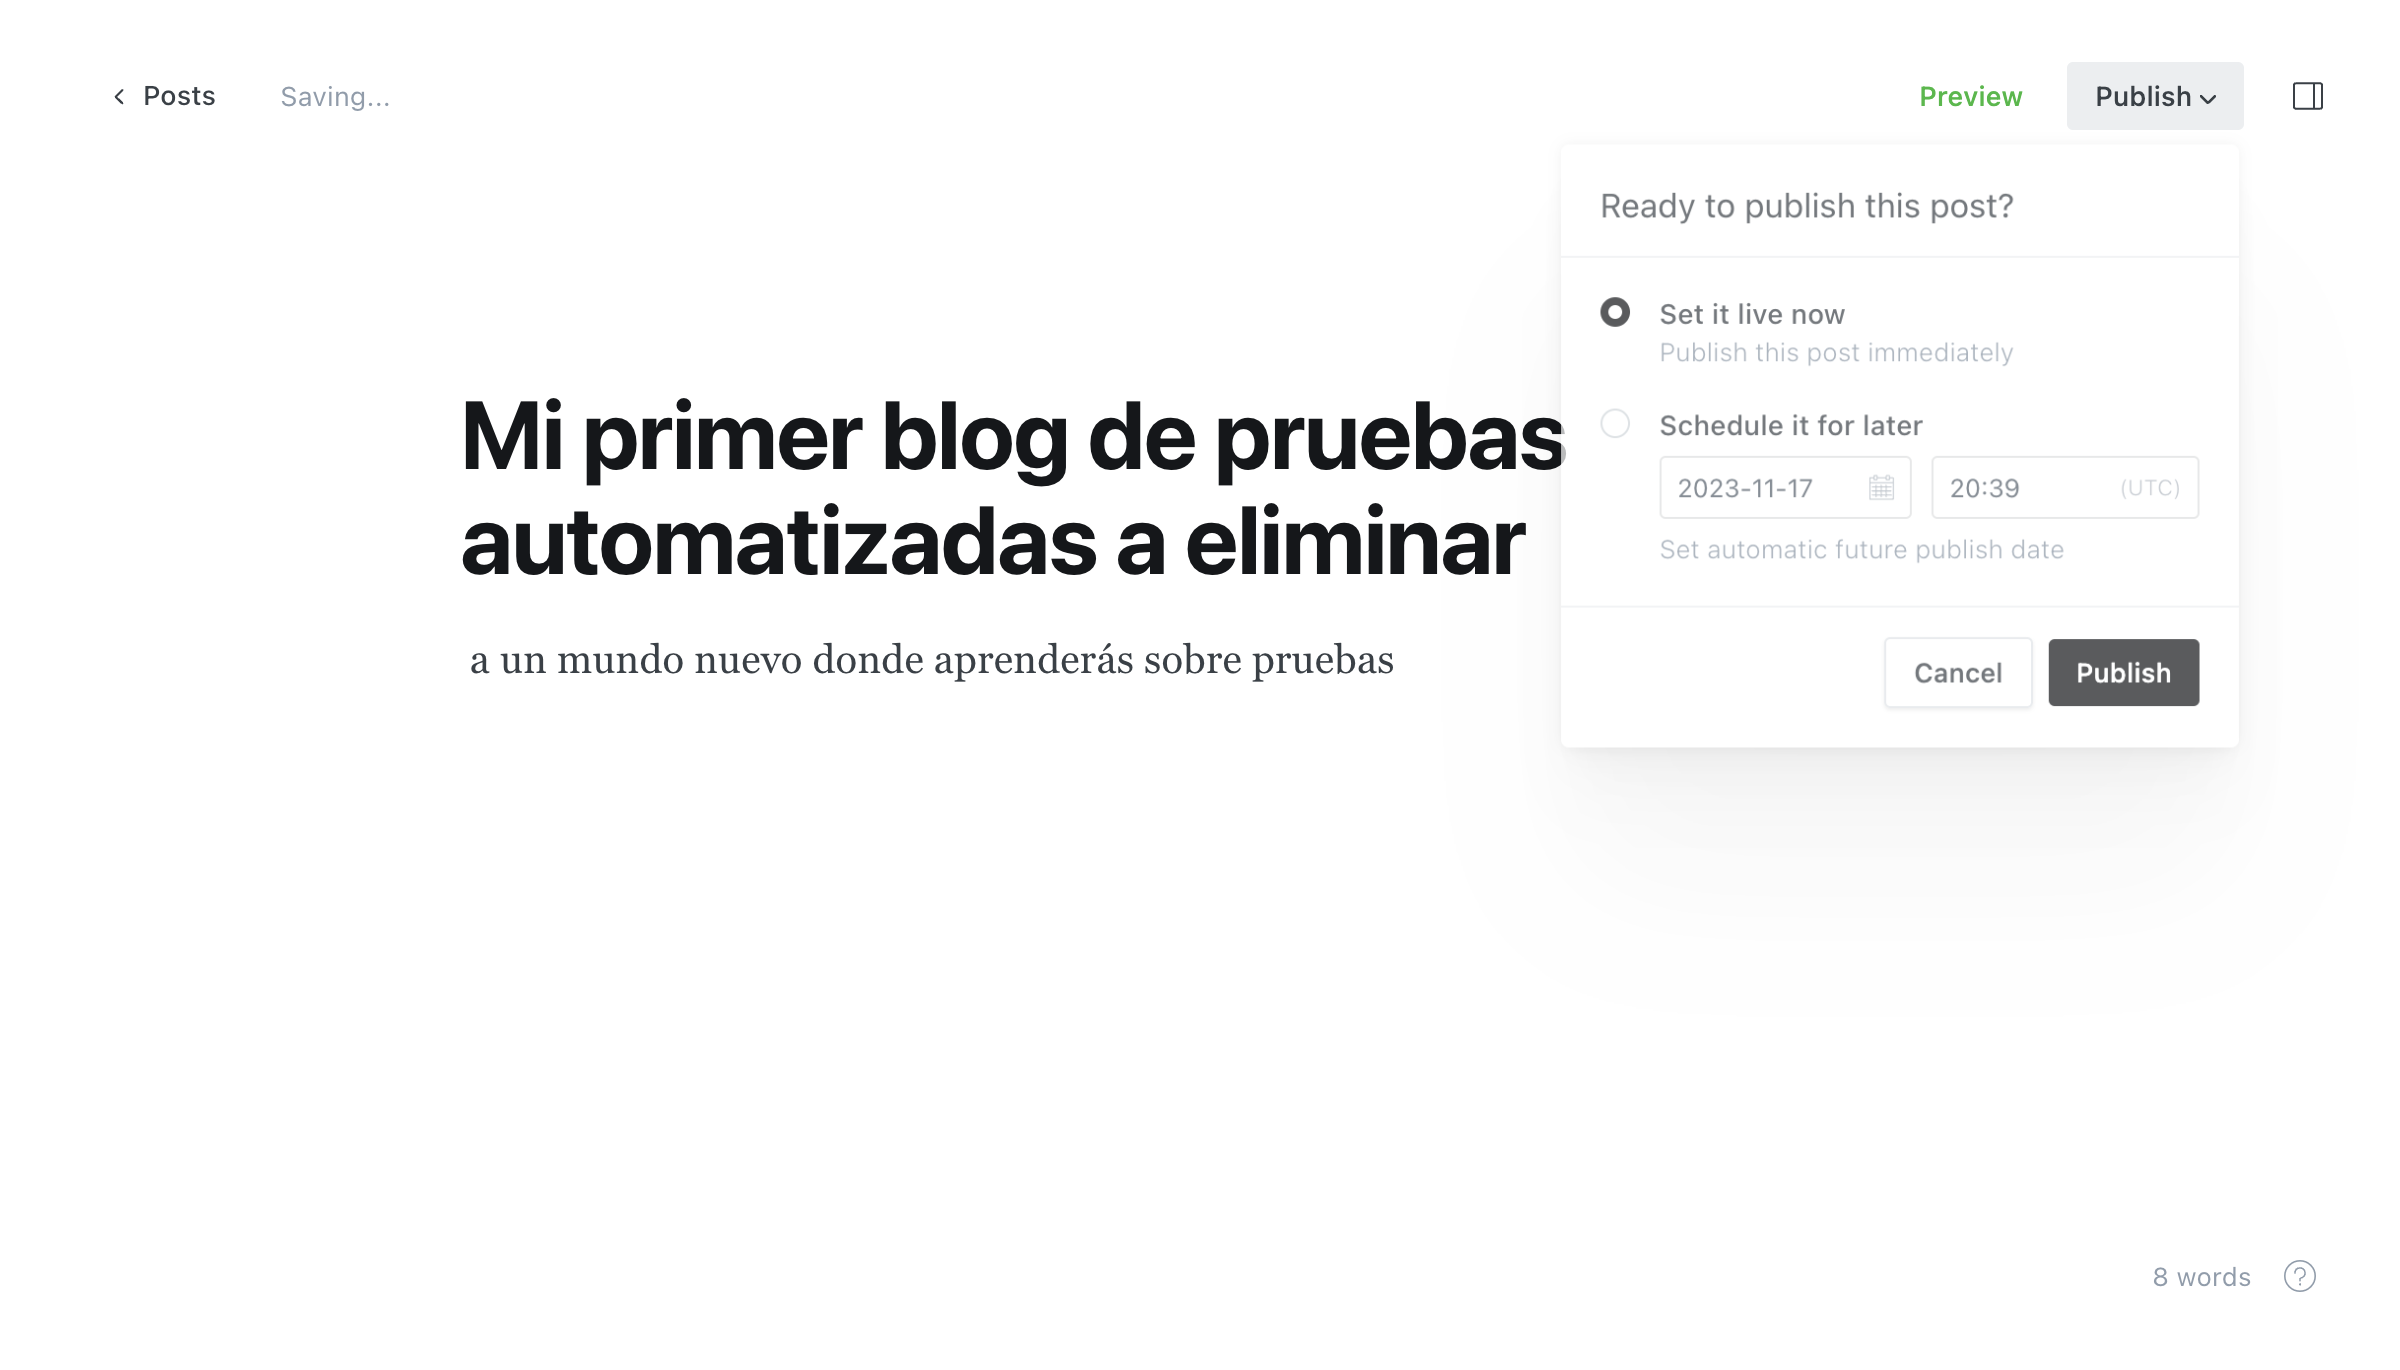 Posts
Saving...
Preview
Publish
Ready to publish this post?
Set it live now
Publish this post immediately
Schedule it for later
2023-11-17
20:39 (UTC)
Set automatic future publish date
Cancel
Publish
Mi primer blog de pruebas
automatizadas a eliminar
a un mundo nuevo donde aprenderás sobre pruebas
8 words
?